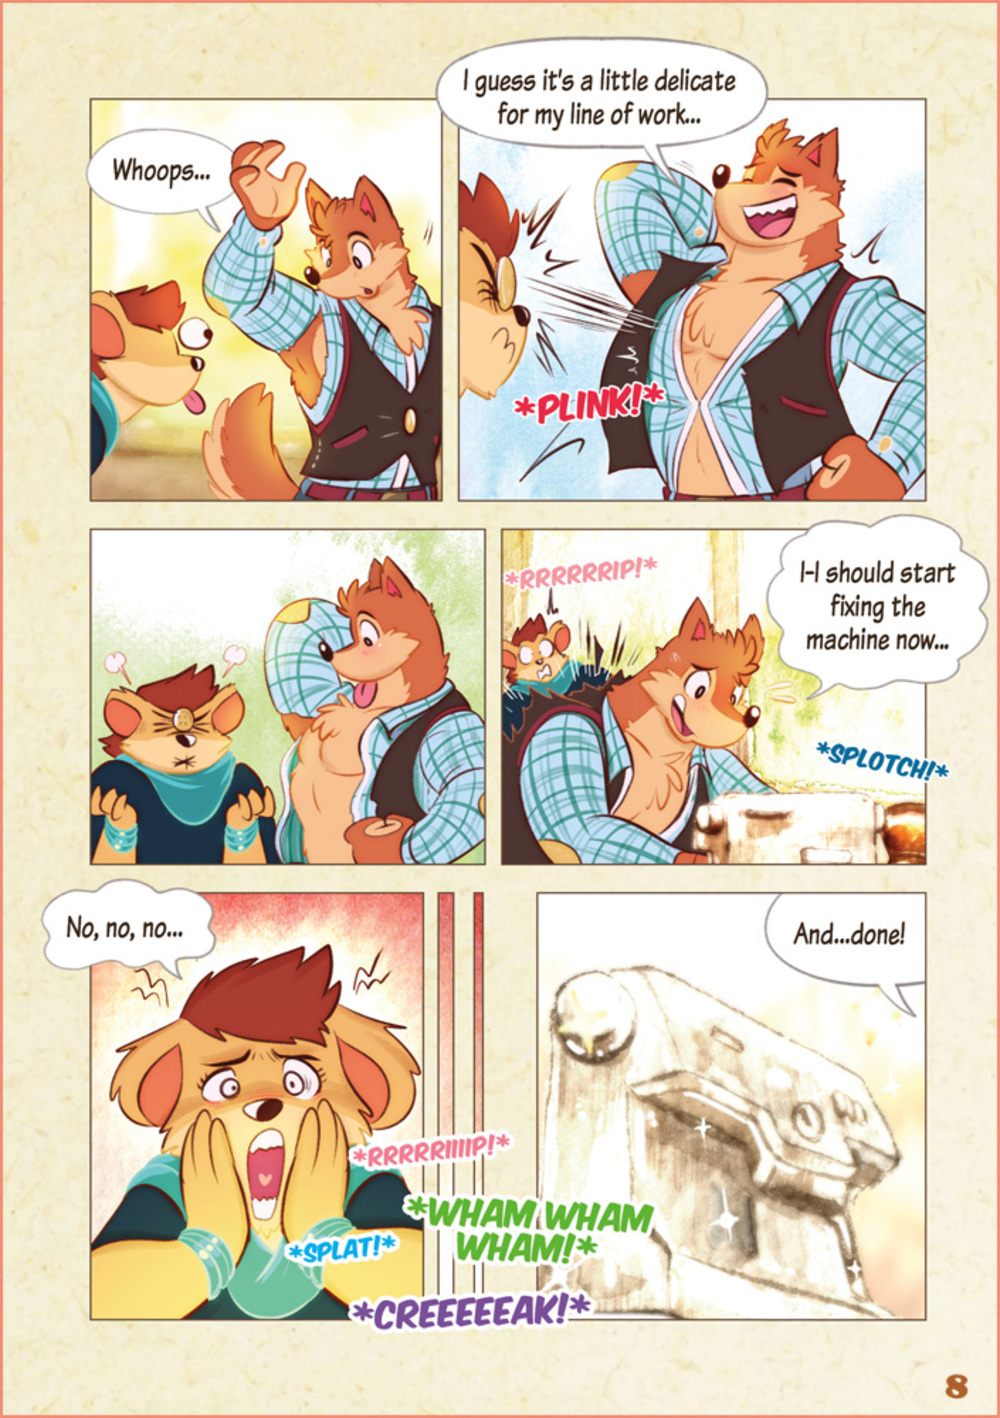 Whoops...
I guess it's a little delicate
for my line of work...
*PLINK!*
*RRRRRRRIP!*
I-I should start
fixing the
machine now...
*SPLOTCH!*
No, no, no...
*RRRRRIIIIP!*
*WHAM WHAM
WHAM!*
*SPLAT!*
*CREEEEEAK!*
And...done!
8